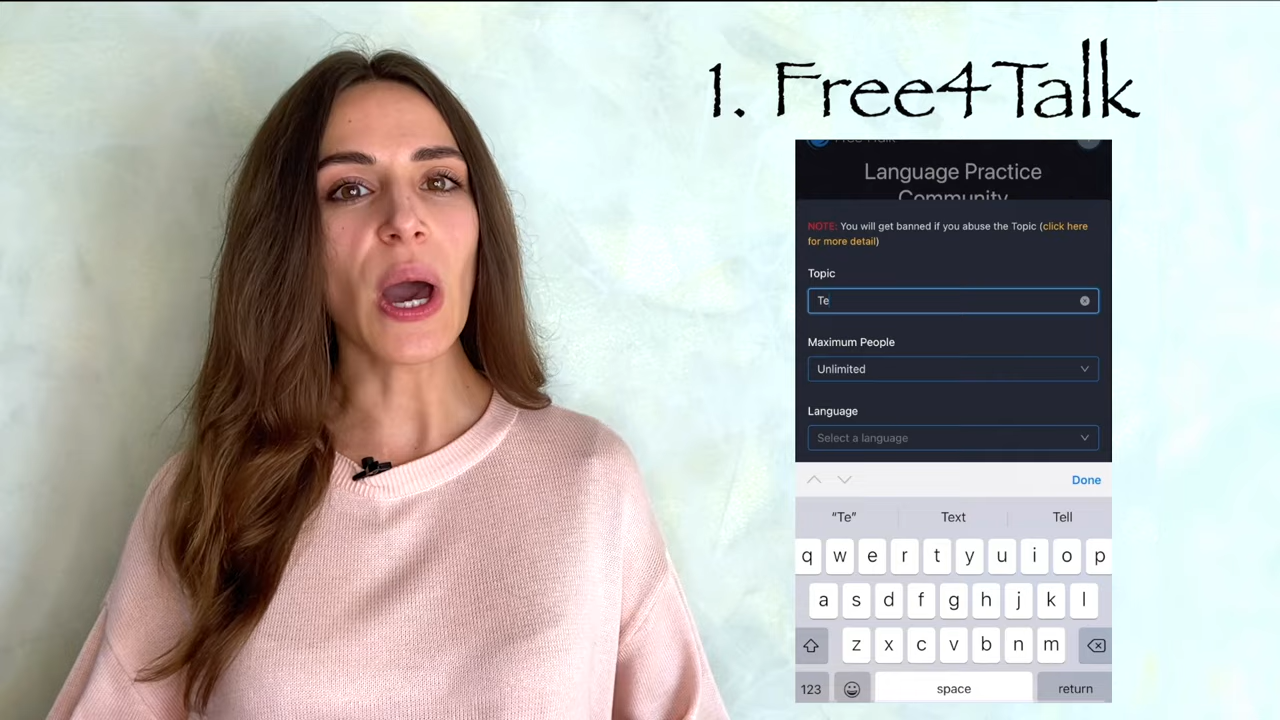 1. Free4Talk
Language Practice
Community
NOTE: You will get banned if you abuse the Topic (click here
for more detail)
Topic
Te
Maximum People
Unlimited
Language
Select a language
Done
“Te” Text Tell
q w e r t y u i o p
a s d f g h j k l
z x c v b n m
123 space return